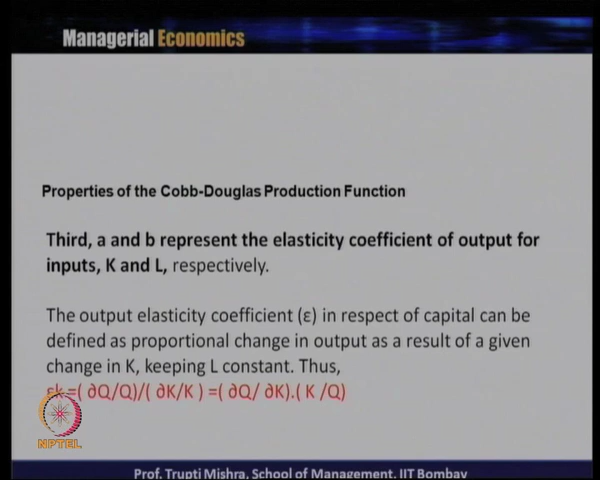 Managerial Economics
Properties of the Cobb-Douglas Production Function
Third, a and b represent the elasticity coefficient of output for
inputs, K and L, respectively.
The output elasticity coefficient (ε) in respect of capital can be
defined as proportional change in output as a result of a given
change in K, keeping L constant. Thus,
εk =( ∂Q/Q)/( ∂K/K ) =( ∂Q/ ∂K).( K /Q)
NPTEL
Prof. Trupti Mishra, School of Management, IIT Bombay